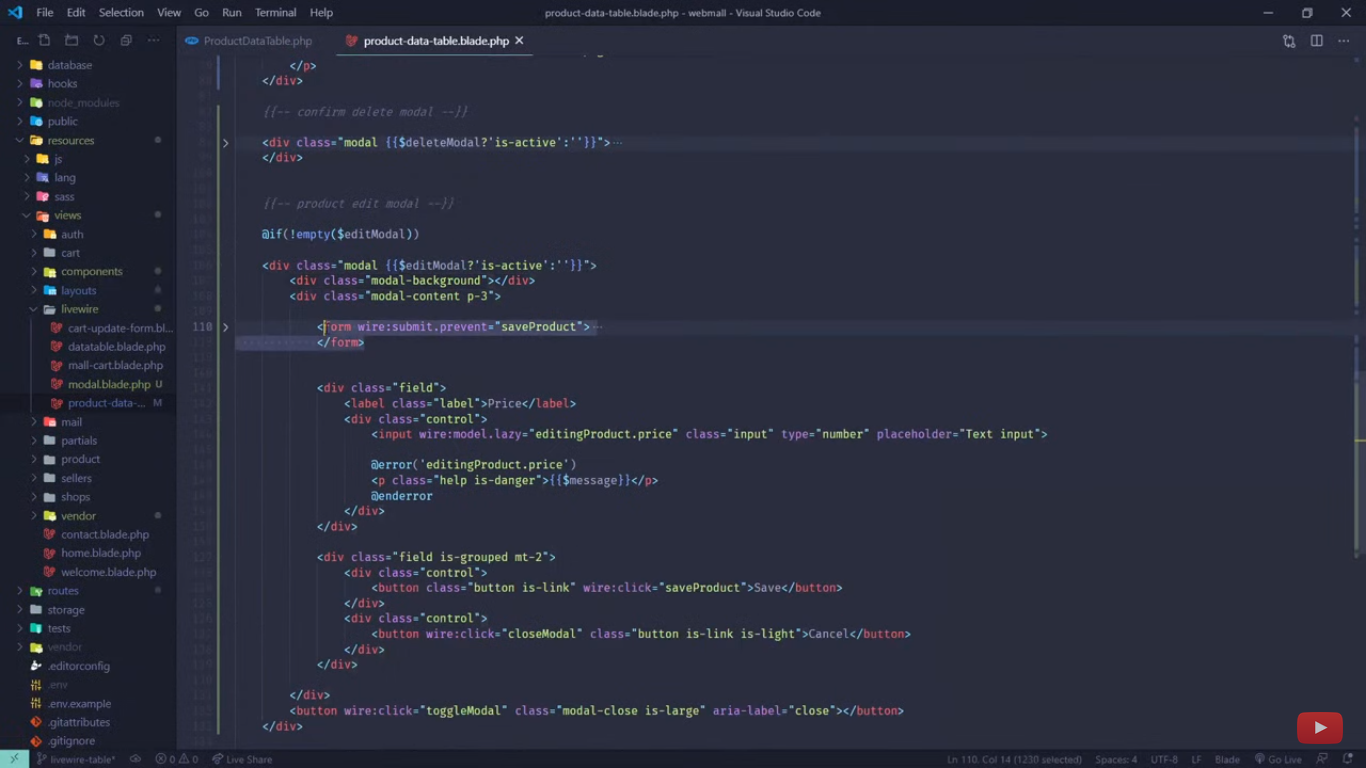 File Edit Selection View Go Run Terminal Help
product-data-table.blade.php - webmall - Visual Studio Code
E...
ProductDataTable.php
product-data-table.blade.php
database
hooks
node_modules
public
resources
js
lang
sass
views
auth
cart
components
layouts
livewire
cart-update-form.bl...
datatable.blade.php
mall-cart.blade.php
modal.blade.php U
product-data-... M
mail
partials
product
sellers
shops
vendor
contact.blade.php
home.blade.php
welcome.blade.php
routes
storage
tests
vendor
.editorconfig
.env
.env.example
.gitattributes
.gitignore
</p>
</div>
{{-- confirm delete modal --}}
<div class="modal {{$deleteModal?'is-active':''}}">...
</div>
{{-- product edit modal --}}
@if(!empty($editModal))
<div class="modal {{$editModal?'is-active':''}}">
<div class="modal-background"></div>
<div class="modal-content p-3">
110 <form wire:submit.prevent="saveProduct">...
</form>
<div class="field">
<label class="label">Price</label>
<div class="control">
<input wire:model.lazy="editingProduct.price" class="input" type="number" placeholder="Text input">
@error('editingProduct.price')
<p class="help is-danger">{{$message}}</p>
@enderror
</div>
</div>
<div class="field is-grouped mt-2">
<div class="control">
<button class="button is-link" wire:click="saveProduct">Save</button>
</div>
<div class="control">
<button wire:click="closeModal" class="button is-link is-light">Cancel</button>
</div>
</div>
</div>
<button wire:click="toggleModal" class="modal-close is-large" aria-label="close"></button>
</div>
livewire-table* 0 0 Live Share
Ln 110, Col 14 (1230 selected) Spaces: 4 UTF-8 LF Blade Go Live